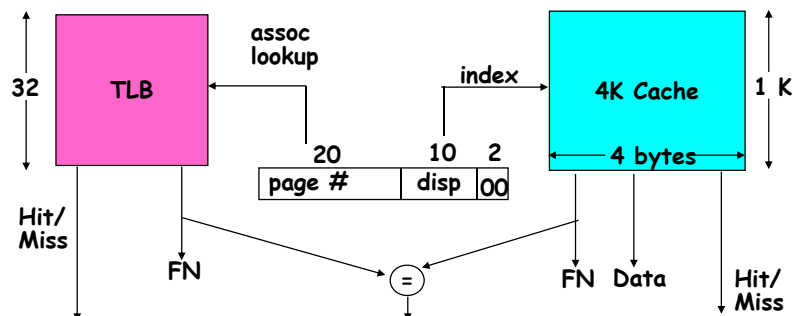 assoc
lookup
32
TLB
index
4K Cache
1 K
20
10
2
4 bytes
page #
disp
00
Hit/
Miss
FN
=
FN
Data
Hit/
Miss